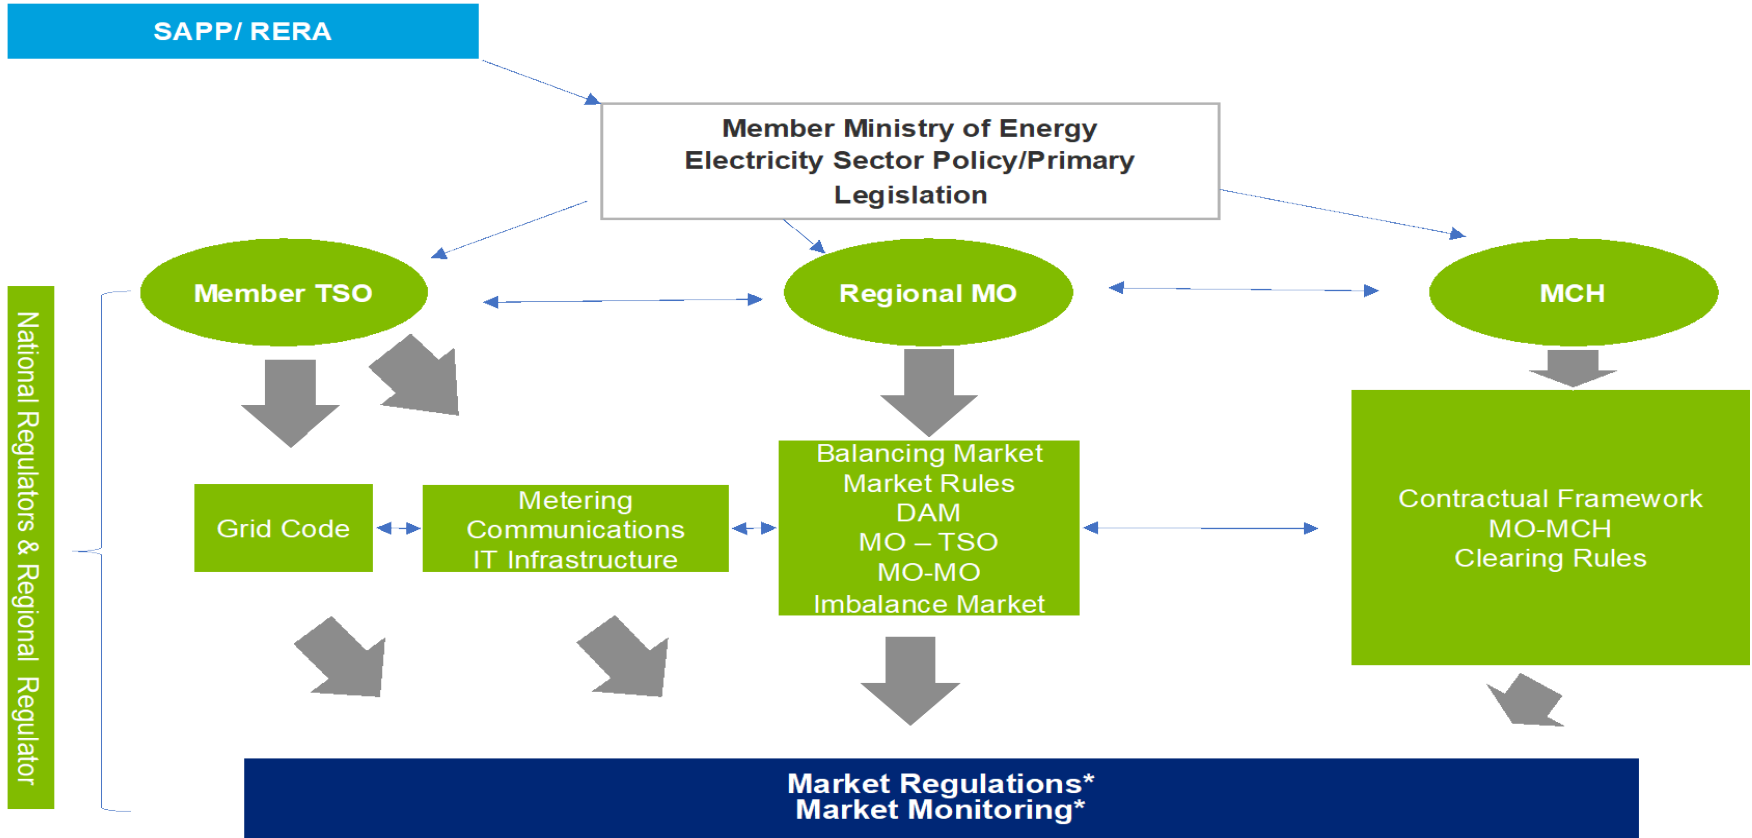 SAPP/ RERA
Member Ministry of Energy
Electricity Sector Policy/Primary
Legislation
Member TSO
Regional MO
MCH
National Regulators & Regional Regulator
Grid Code
Metering
Communications
IT Infrastructure
Balancing Market
Market Rules
DAM
MO – TSO
MO-MO
Imbalance Market
Contractual Framework
MO-MCH
Clearing Rules
Market Regulations*
Market Monitoring*